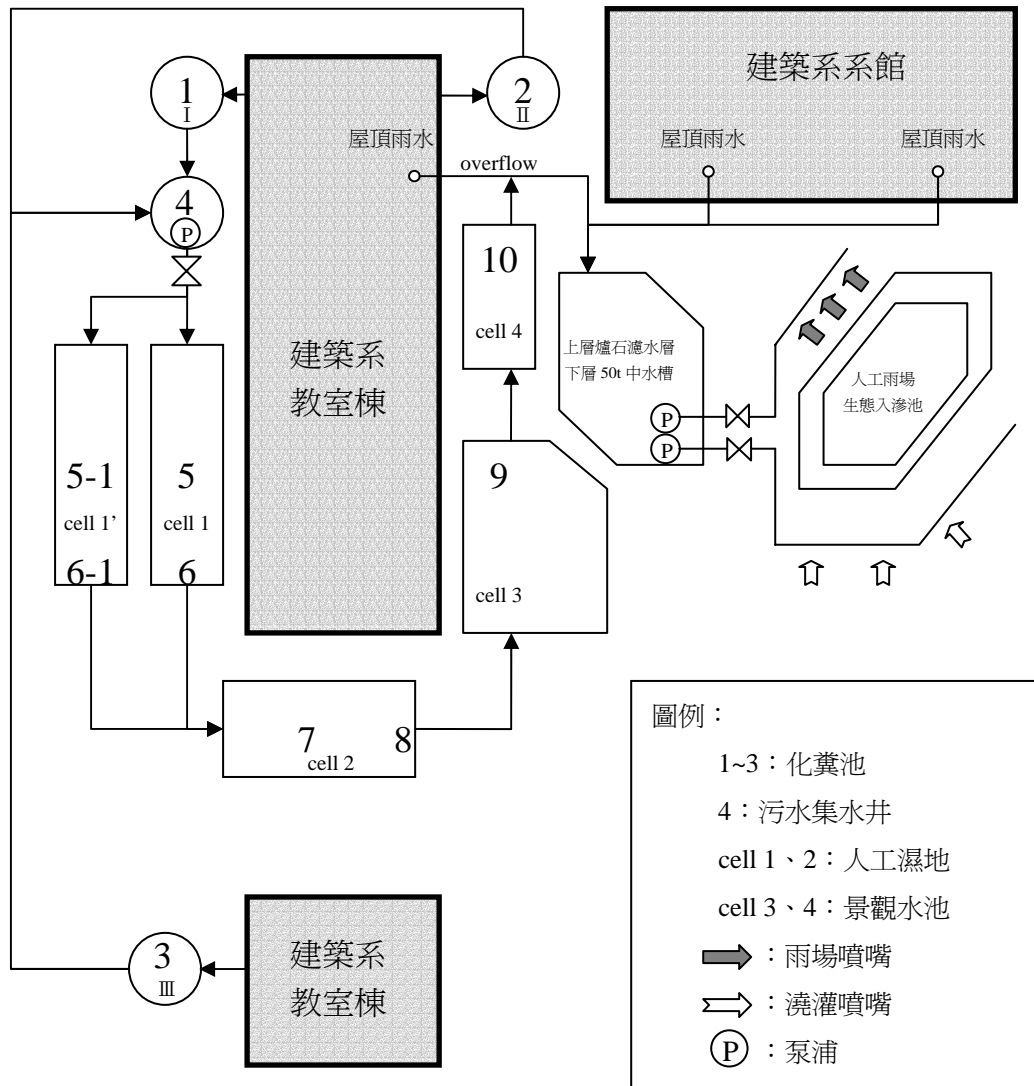 1
I
2
II
建築系系館
屋頂雨水
屋頂雨水
屋頂雨水
overflow
4
P
10
cell 4
建築系
教室棟
上層爐石濾水層
下層 50t 中水槽
人工雨場
生態入滲池
P
P
5-1
cell 1’
6-1
5
cell 1
6
9
cell 3
7
8
cell 2
3
III
建築系
教室棟
圖例：
1~3：化糞池
4：污水集水井
cell 1、2：人工濕地
cell 3、4：景觀水池
：雨場噴嘴
：澆灌噴嘴
P：泵浦